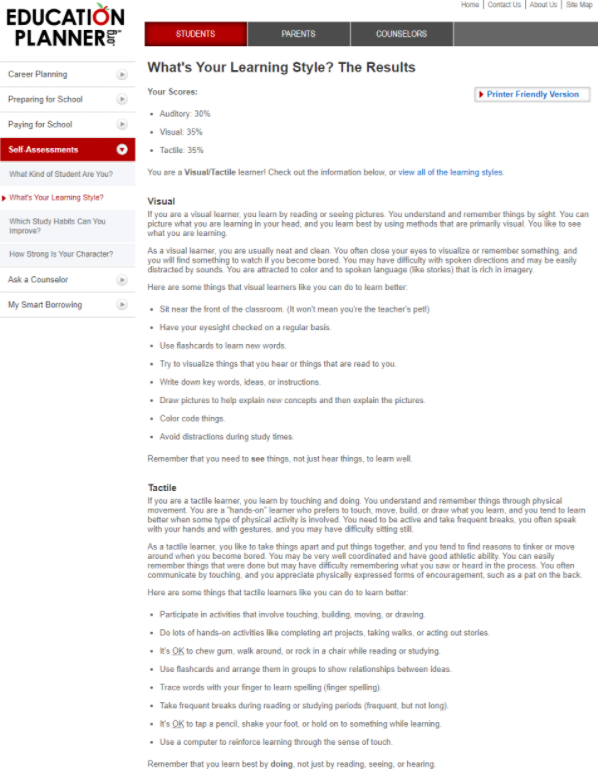 Home | Contact Us | About Us | Site Map
EDUCATION
PLANNER.org
STUDENTS
PARENTS
COUNSELORS
Career Planning
Preparing for School
Paying for School
Self-Assessments
What Kind of Student Are You?
What's Your Learning Style?
Which Study Habits Can You
Improve?
How Strong Is Your Character?
Ask a Counselor
My Smart Borrowing
What's Your Learning Style? The Results
Your Scores:
Printer Friendly Version
• Auditory: 30%
• Visual: 35%
• Tactile: 35%
You are a Visual/Tactile learner! Check out the information below, or view all of the learning styles.
Visual
If you are a visual learner, you learn by reading or seeing pictures. You understand and remember things by sight. You can
picture what you are learning in your head, and you learn best by using methods that are primarily visual. You like to see
what you are learning.
As a visual learner, you are usually neat and clean. You often close your eyes to visualize or remember something, and
you will find something to watch if you become bored. You may have difficulty with spoken directions and may be easily
distracted by sounds. You are attracted to color and to spoken language (like stories) that is rich in imagery.
Here are some things that visual learners like you can do to learn better:
• Sit near the front of the classroom. (It won't mean you're the teacher's pet!)
• Have your eyesight checked on a regular basis.
• Use flashcards to learn new words.
• Try to visualize things that you hear or things that are read to you.
• Write down key words, ideas, or instructions.
• Draw pictures to help explain new concepts and then explain the pictures.
• Color code things.
• Avoid distractions during study times.
Remember that you need to see things, not just hear things, to learn well.
Tactile
If you are a tactile learner, you learn by touching and doing. You understand and remember things through physical
movement. You are a "hands-on" learner who prefers to touch, move, build, or draw what you learn, and you tend to learn
better when some type of physical activity is involved. You need to be active and take frequent breaks, you often speak
with your hands and with gestures, and you may have difficulty sitting still.
As a tactile learner, you like to take things apart and put things together, and you tend to find reasons to tinker or move
around when you become bored. You may be very well coordinated and have good athletic ability. You can easily
remember things that were done but may have difficulty remembering what you saw or heard in the process. You often
communicate by touching, and you appreciate physically expressed forms of encouragement, such as a pat on the back.
Here are some things that tactile learners like you can do to learn better:
• Participate in activities that involve touching, building, moving, or drawing.
• Do lots of hands-on activities like completing art projects, taking walks, or acting out stories.
• It's OK to chew gum, walk around, or rock in a chair while reading or studying.
• Use flashcards and arrange them in groups to show relationships between ideas.
• Trace words with your finger to learn spelling (finger spelling).
• Take frequent breaks during reading or studying periods (frequent, but not long).
• It's OK to tap a pencil, shake your foot, or hold on to something while learning.
• Use a computer to reinforce learning through the sense of touch.
Remember that you learn best by doing, not just by reading, seeing, or hearing.